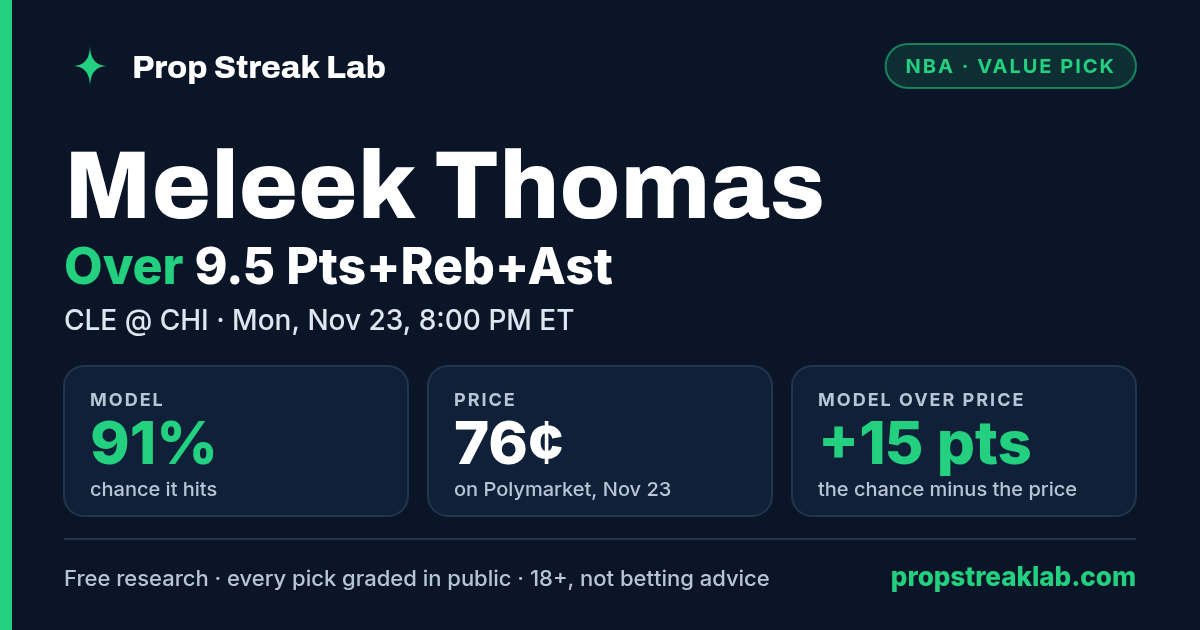 Prop Streak Lab
NBA · VALUE PICK
Meleek Thomas
Over 9.5 Pts+Reb+Ast
CLE @ CHI · Mon, Nov 23, 8:00 PM ET
MODEL
91%
chance it hits
PRICE
76¢
on Polymarket, Nov 23
MODEL OVER PRICE
+15 pts
the chance minus the price
Free research · every pick graded in public · 18+, not betting advice
propstreaklab.com